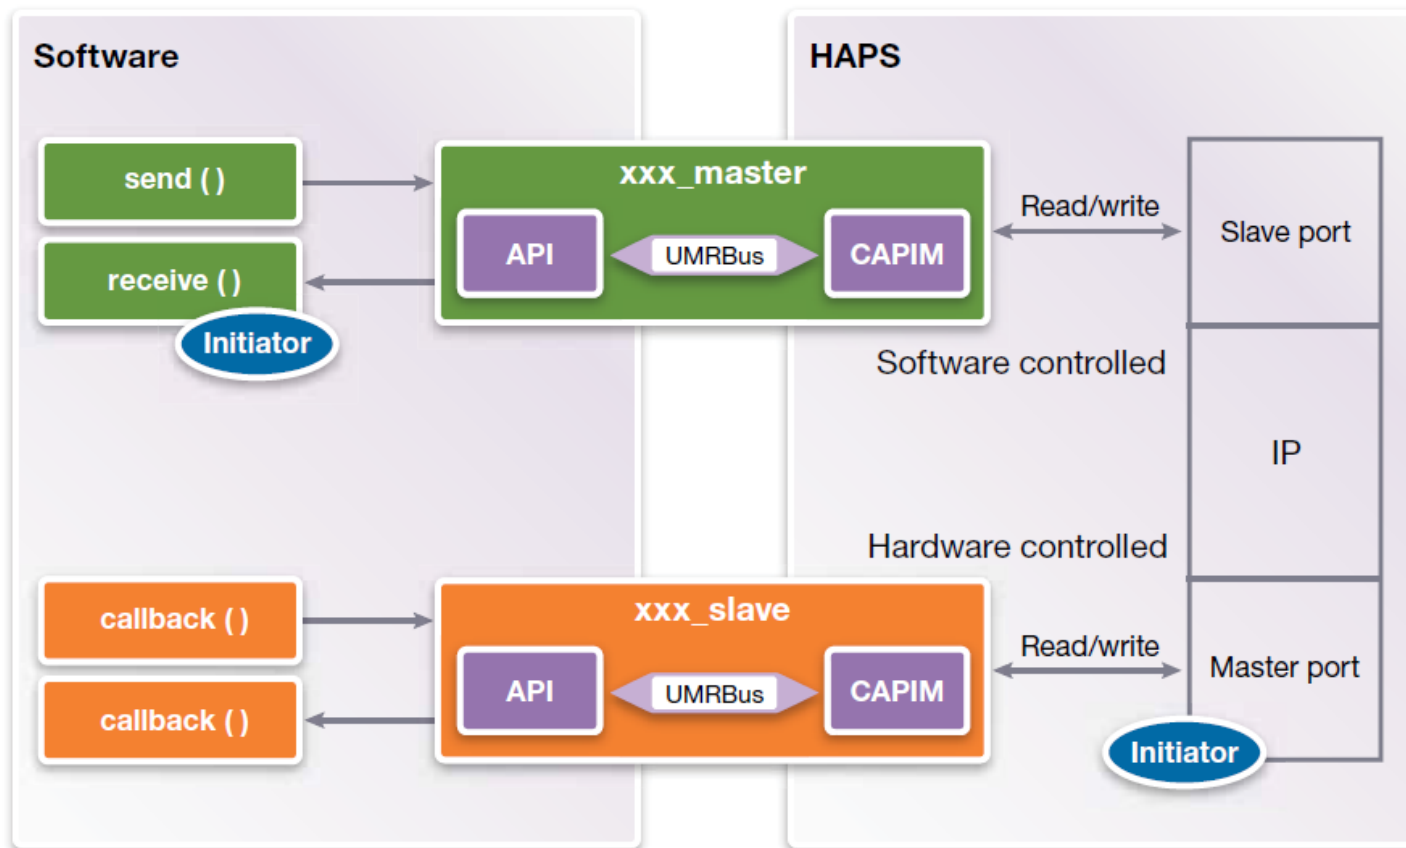 Software
HAPS
send ( )
xxx_master
API
UMRBus
CAPIM
Read/write
Slave port
receive ( )
Initiator
Software controlled
IP
Hardware controlled
callback ( )
xxx_slave
API
UMRBus
CAPIM
Read/write
Master port
callback ( )
Initiator